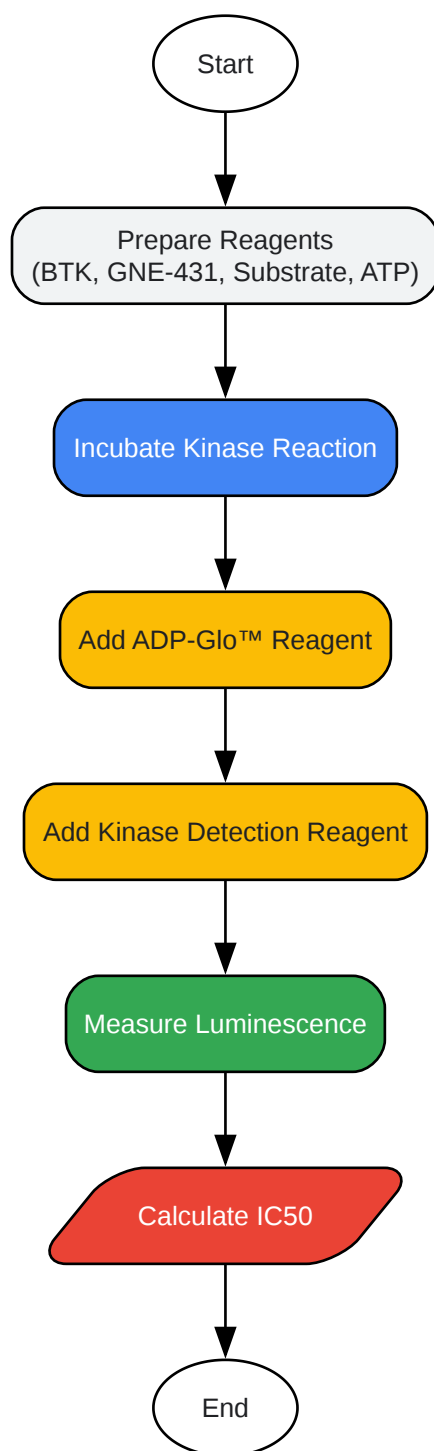 Start
Prepare Reagents
(BTK, GNE-431, Substrate, ATP)
Incubate Kinase Reaction
Add ADP-Glo™ Reagent
Add Kinase Detection Reagent
Measure Luminescence
Calculate IC50
End